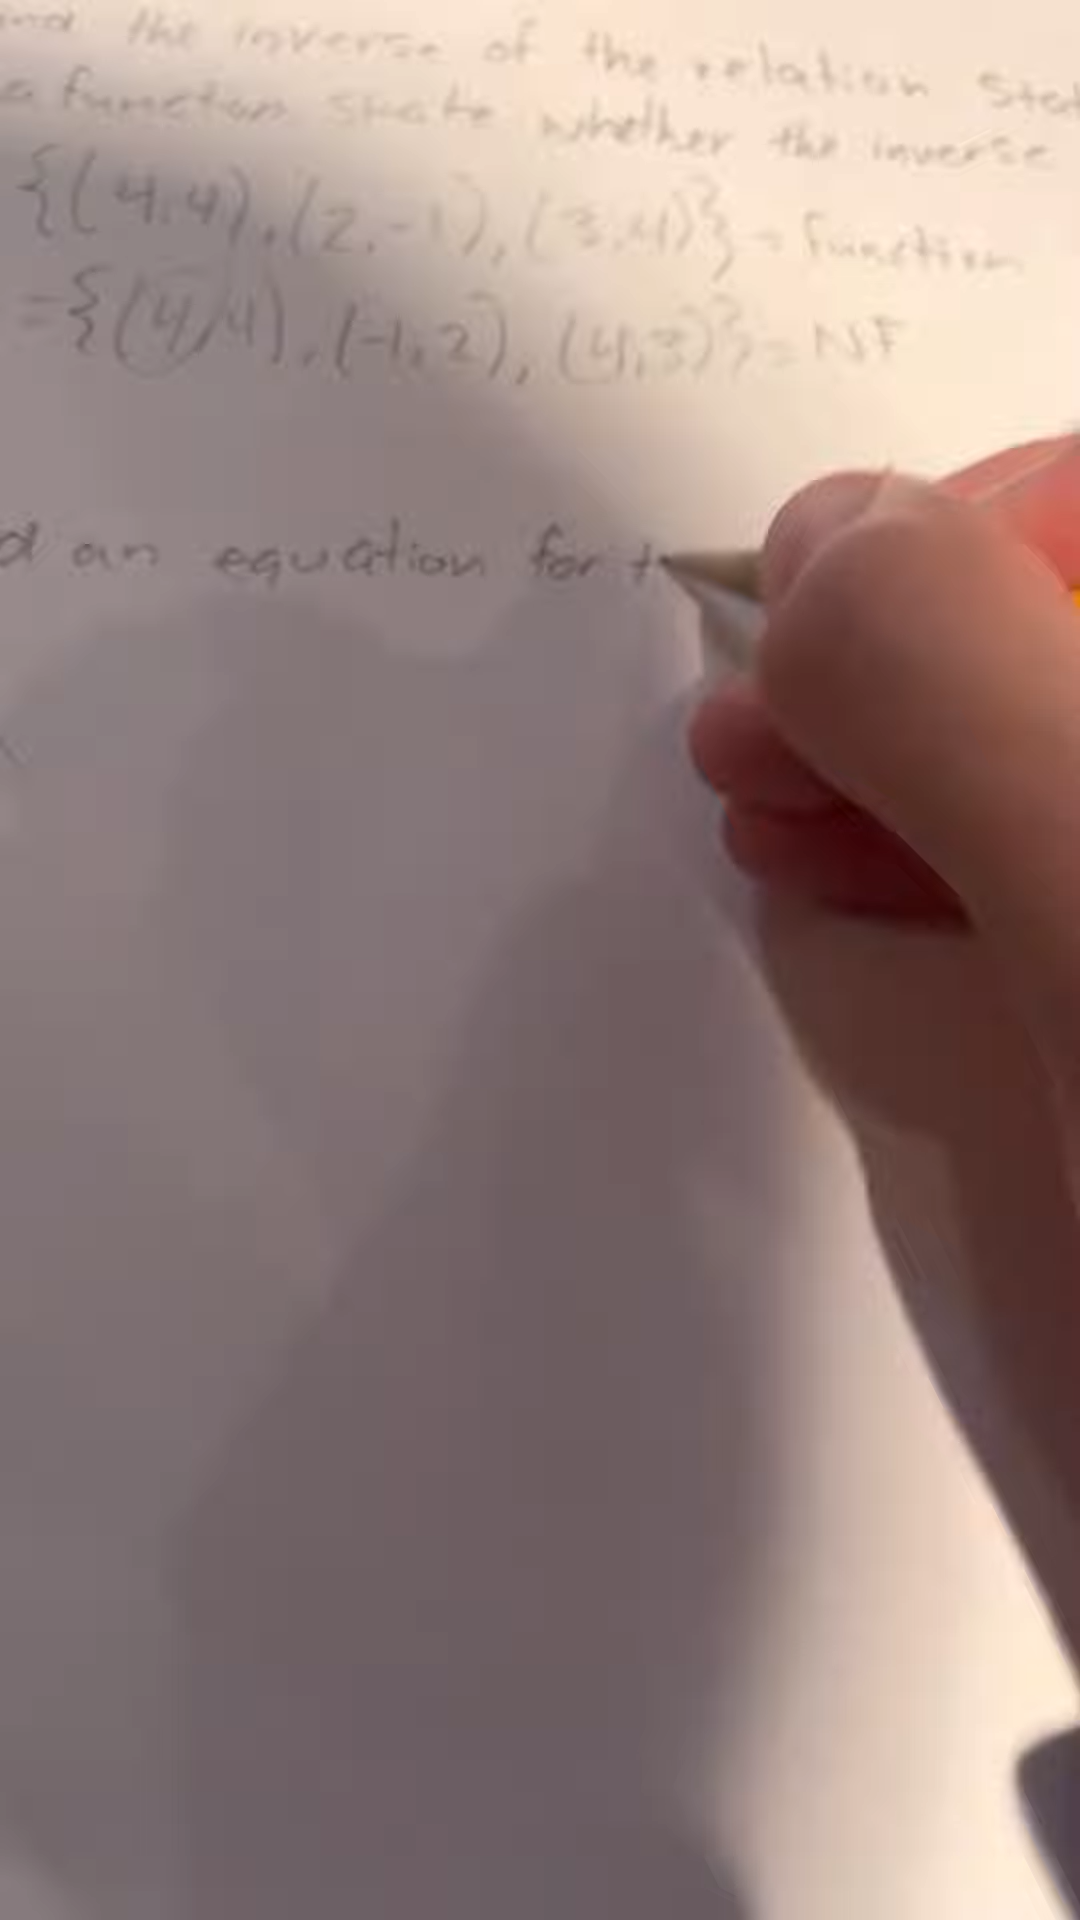 the inverse of the relation
a function state whether the inverse
{(4,4),(2,-1),(3,4)} = function
={(4,4),(-1,2),(4,3)} = NF
an equation for t